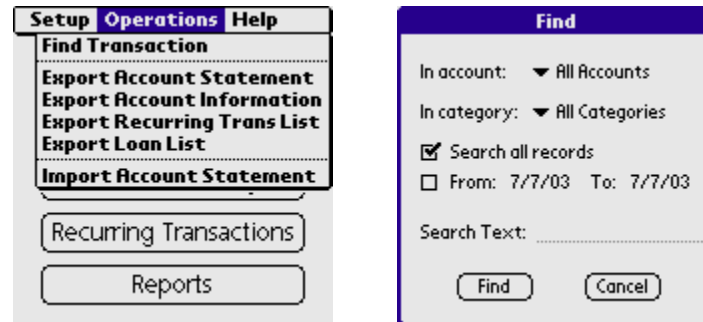 Setup Operations Help
Find Transaction
Export Account Statement
Export Account Information
Export Recurring Trans List
Export Loan List
Import Account Statement
Recurring Transactions
Reports
Find
In account: All Accounts
In category: All Categories
Search all records
From: 7/7/03 To: 7/7/03
Search Text:
Find Cancel